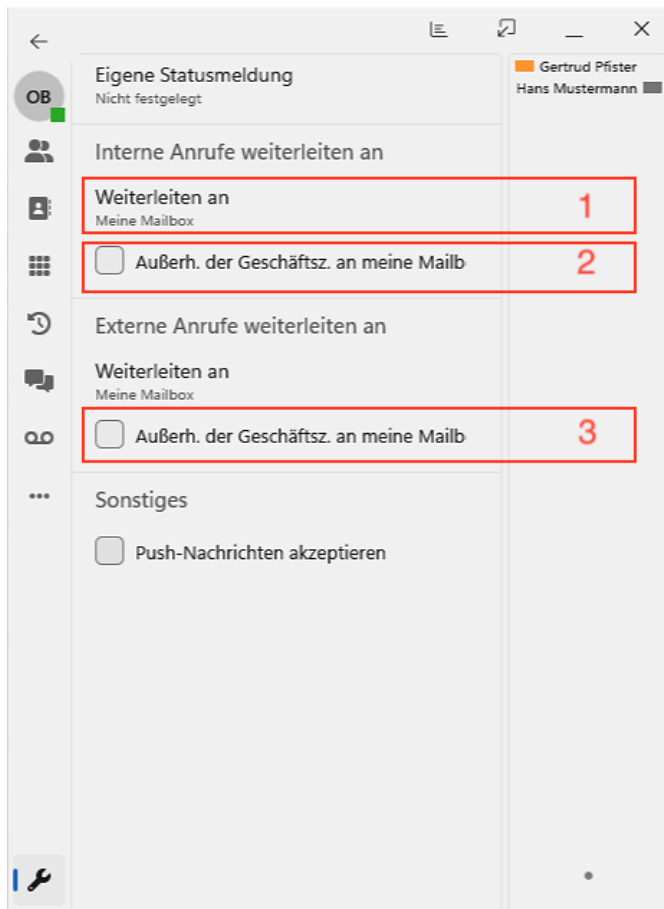 Eigene Statusmeldung
Nicht festgelegt
Gertrud Pfister
Hans Mustermann
OB
Interne Anrufe weiterleiten an
Weiterleiten an
Meine Mailbox
1
Außerh. der Geschäftsz. an meine Mailb
2
Externe Anrufe weiterleiten an
Weiterleiten an
Meine Mailbox
Außerh. der Geschäftsz. an meine Mailb
3
Sonstiges
Push-Nachrichten akzeptieren